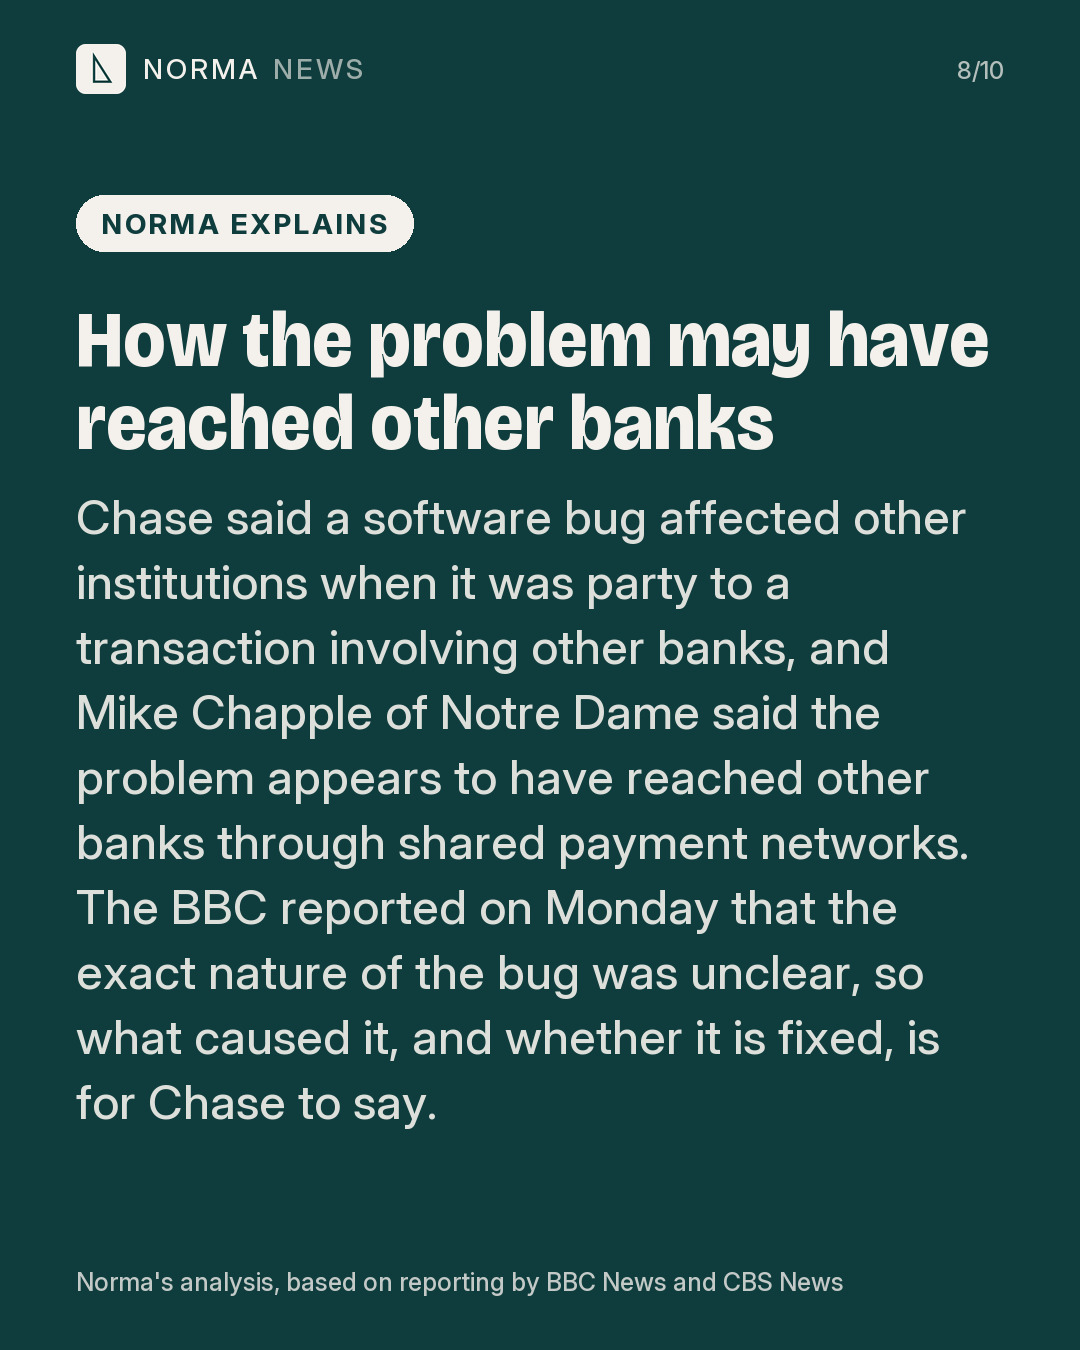 NORMA NEWS
8/10
NORMA EXPLAINS
How the problem may have
reached other banks
Chase said a software bug affected other
institutions when it was party to a
transaction involving other banks, and
Mike Chapple of Notre Dame said the
problem appears to have reached other
banks through shared payment networks.
The BBC reported on Monday that the
exact nature of the bug was unclear, so
what caused it, and whether it is fixed, is
for Chase to say.
Norma's analysis, based on reporting by BBC News and CBS News